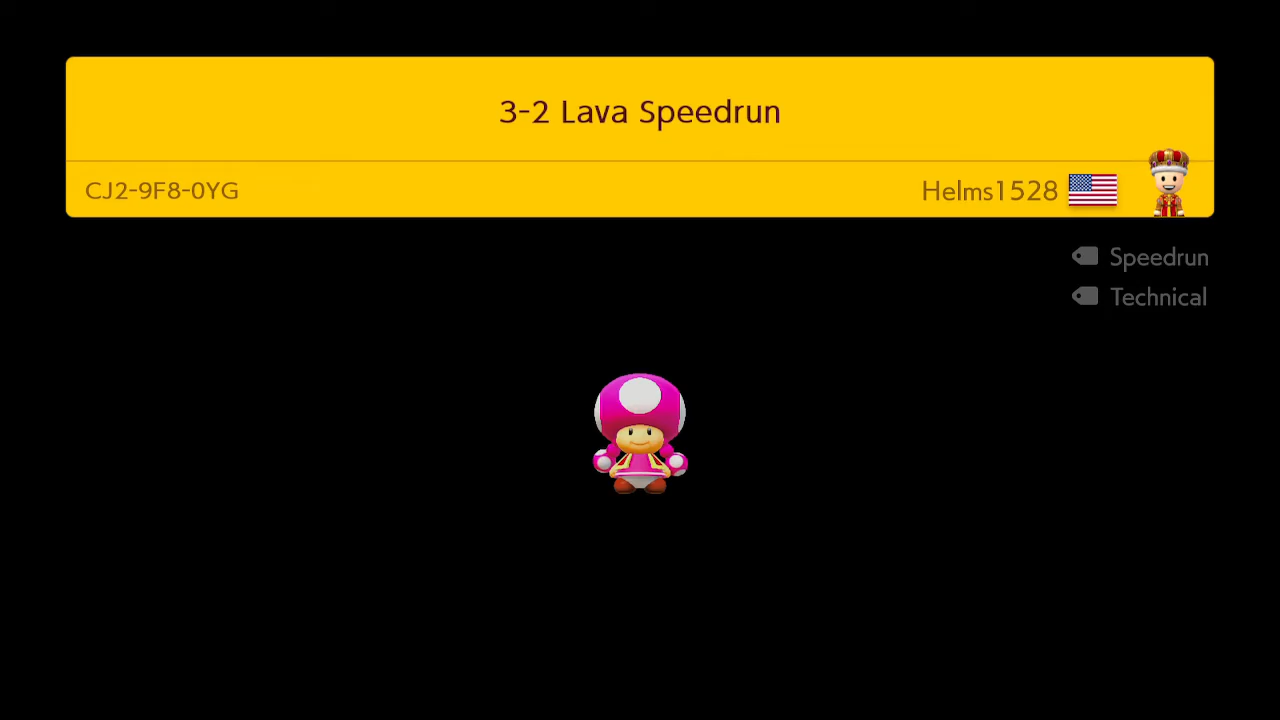 3-2 Lava Speedrun
CJ2-9F8-0YG
Helms1528
Speedrun
Technical